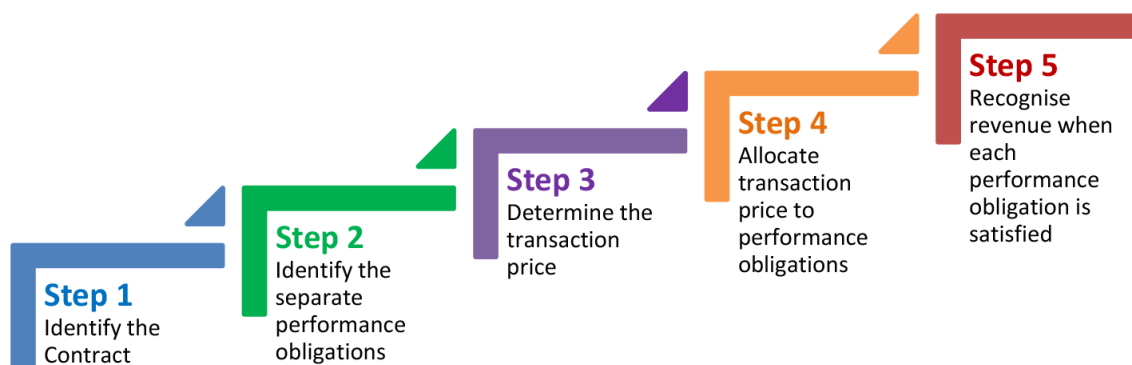 Step 1
Identify the
Contract
Step 2
Identify the
separate
performance
obligations
Step 3
Determine the
transaction
price
Step 4
Allocate
transaction
price to
performance
obligations
Step 5
Recognise
revenue when
each
performance
obligation is
satisfied